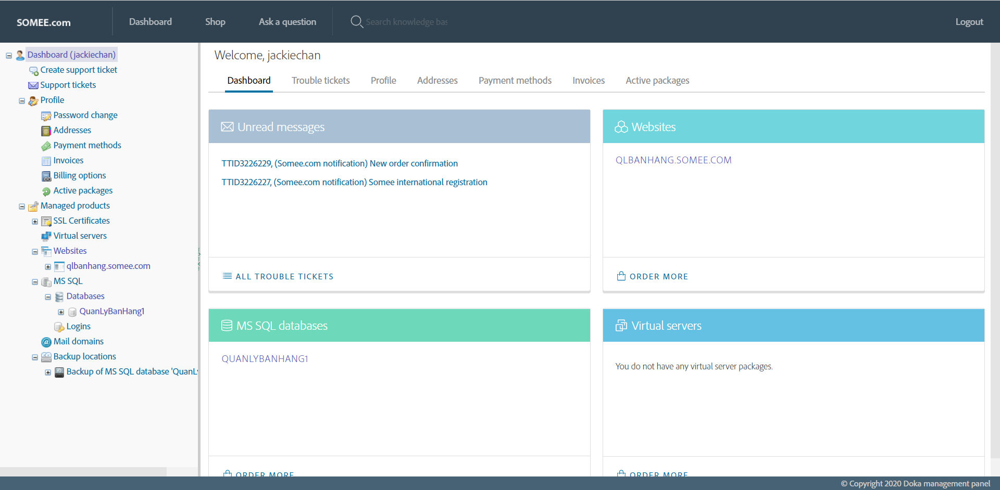 SOMEE.com
Dashboard
Shop
Ask a question
Search knowledge bas
Logout
Dashboard (jackiechan)
Create support ticket
Support tickets
Profile
Password change
Addresses
Payment methods
Invoices
Billing options
Active packages
Managed products
SSL Certificates
Virtual servers
Websites
qlbanhang.somee.com
MS SQL
Databases
QuanLyBanHang1
Logins
Mail domains
Backup locations
Backup of MS SQL database 'QuanLy
Welcome, jackiechan
Dashboard
Trouble tickets
Profile
Addresses
Payment methods
Invoices
Active packages
Unread messages
TTID3226229, (Somee.com notification) New order confirmation
TTID3226227, (Somee.com notification) Somee international registration
ALL TROUBLE TICKETS
Websites
QLBANHANG.SOMEE.COM
ORDER MORE
MS SQL databases
QUANLYBANHANG1
ORDER MORE
Virtual servers
You do not have any virtual server packages.
ORDER MORE
© Copyright 2020 Doka management panel